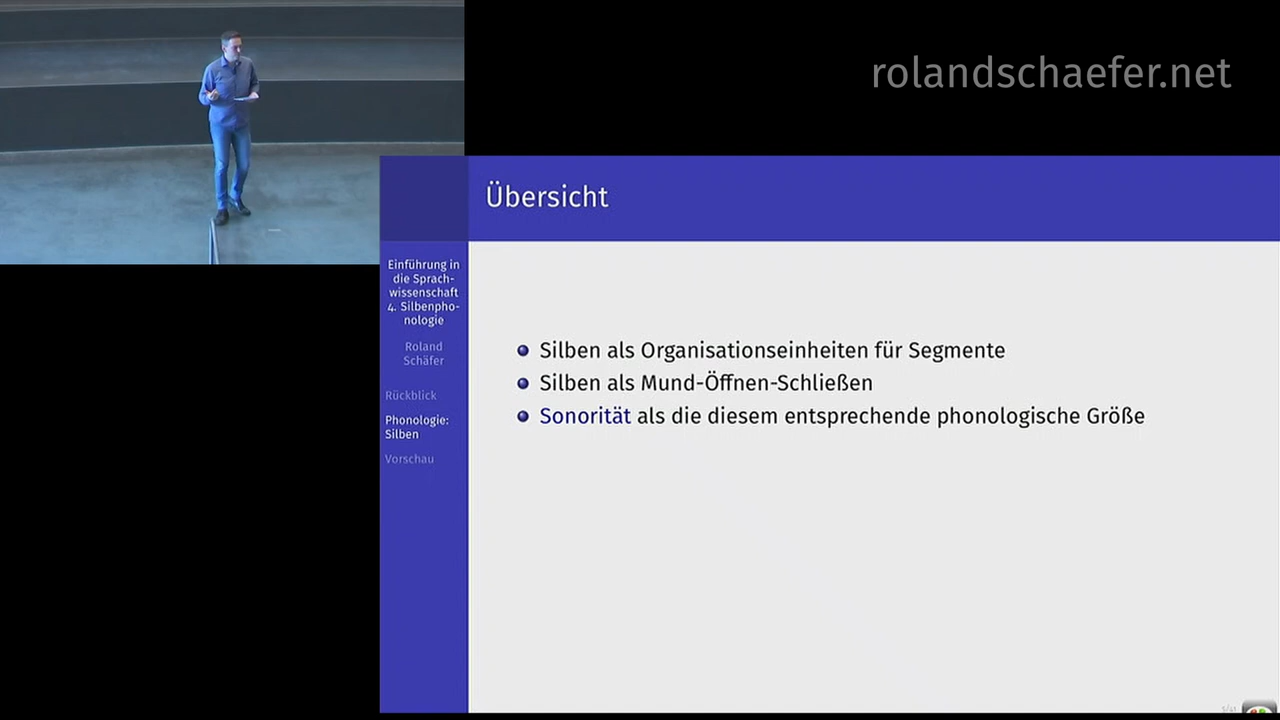 rolandschaefer.net
Übersicht
Einführung in
die Sprach-
wissenschaft
4. Silbenpho-
nologie
Roland
Schäfer
Rückblick
Phonologie:
Silben
Vorschau
Silben als Organisationseinheiten für Segmente
Silben als Mund-Öffnen-Schließen
Sonorität als die diesem entsprechende phonologische Größe